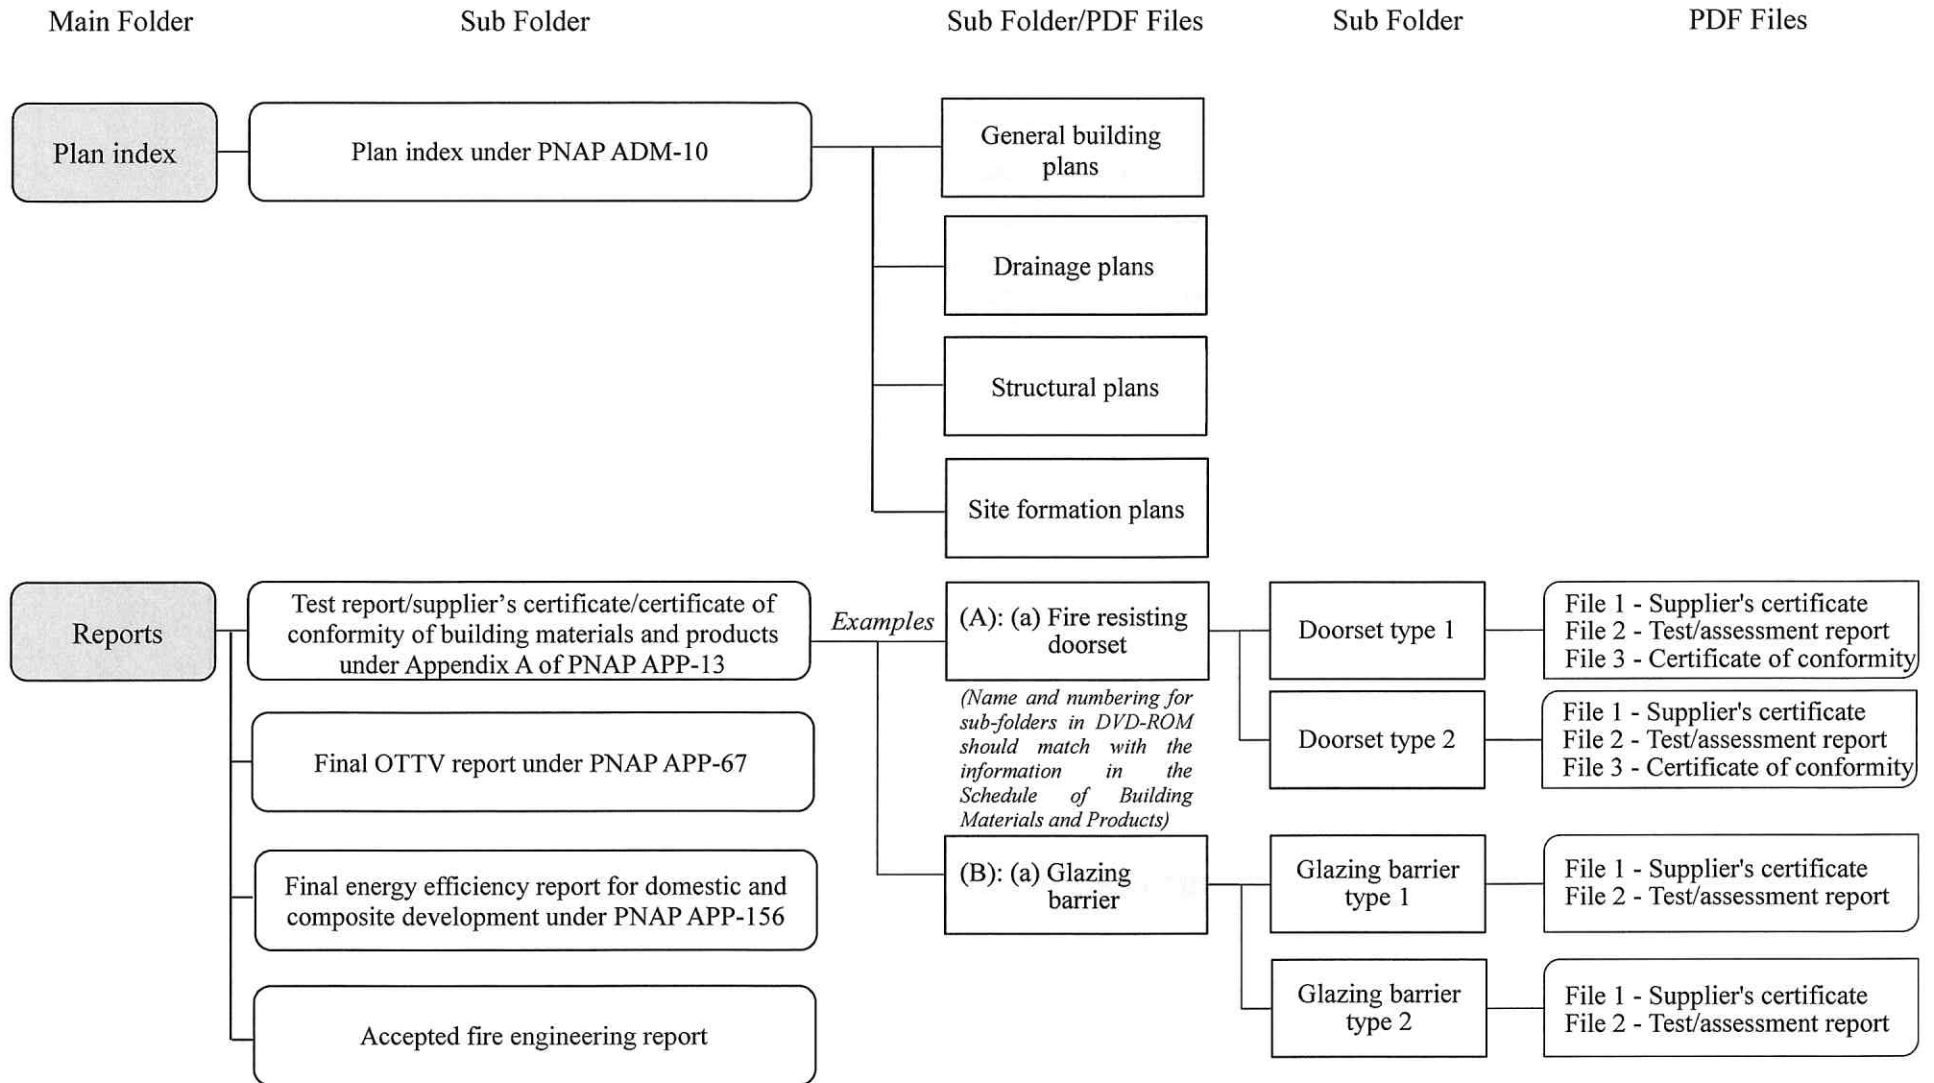 Main Folder
Sub Folder
Sub Folder/PDF Files
Sub Folder
PDF Files
Plan index
Plan index under PNAP ADM-10
General building
plans
Drainage plans
Structural plans
Site formation plans
Reports
Test report/supplier's certificate/certificate of
conformity of building materials and products
under Appendix A of PNAP APP-13
Examples
(A): (a) Fire resisting
doorset
(Name and numbering for
sub-folders in DVD-ROM
should match with the
information in the
Schedule of Building
Materials and Products)
Doorset type 1
File 1 - Supplier's certificate
File 2 - Test/assessment report
File 3 - Certificate of conformity
Doorset type 2
File 1 - Supplier's certificate
File 2 - Test/assessment report
File 3 - Certificate of conformity
Final OTTV report under PNAP APP-67
Final energy efficiency report for domestic and
composite development under PNAP APP-156
(B): (a) Glazing
barrier
Glazing barrier
type 1
File 1 - Supplier's certificate
File 2 - Test/assessment report
Glazing barrier
type 2
File 1 - Supplier's certificate
File 2 - Test/assessment report
Accepted fire engineering report